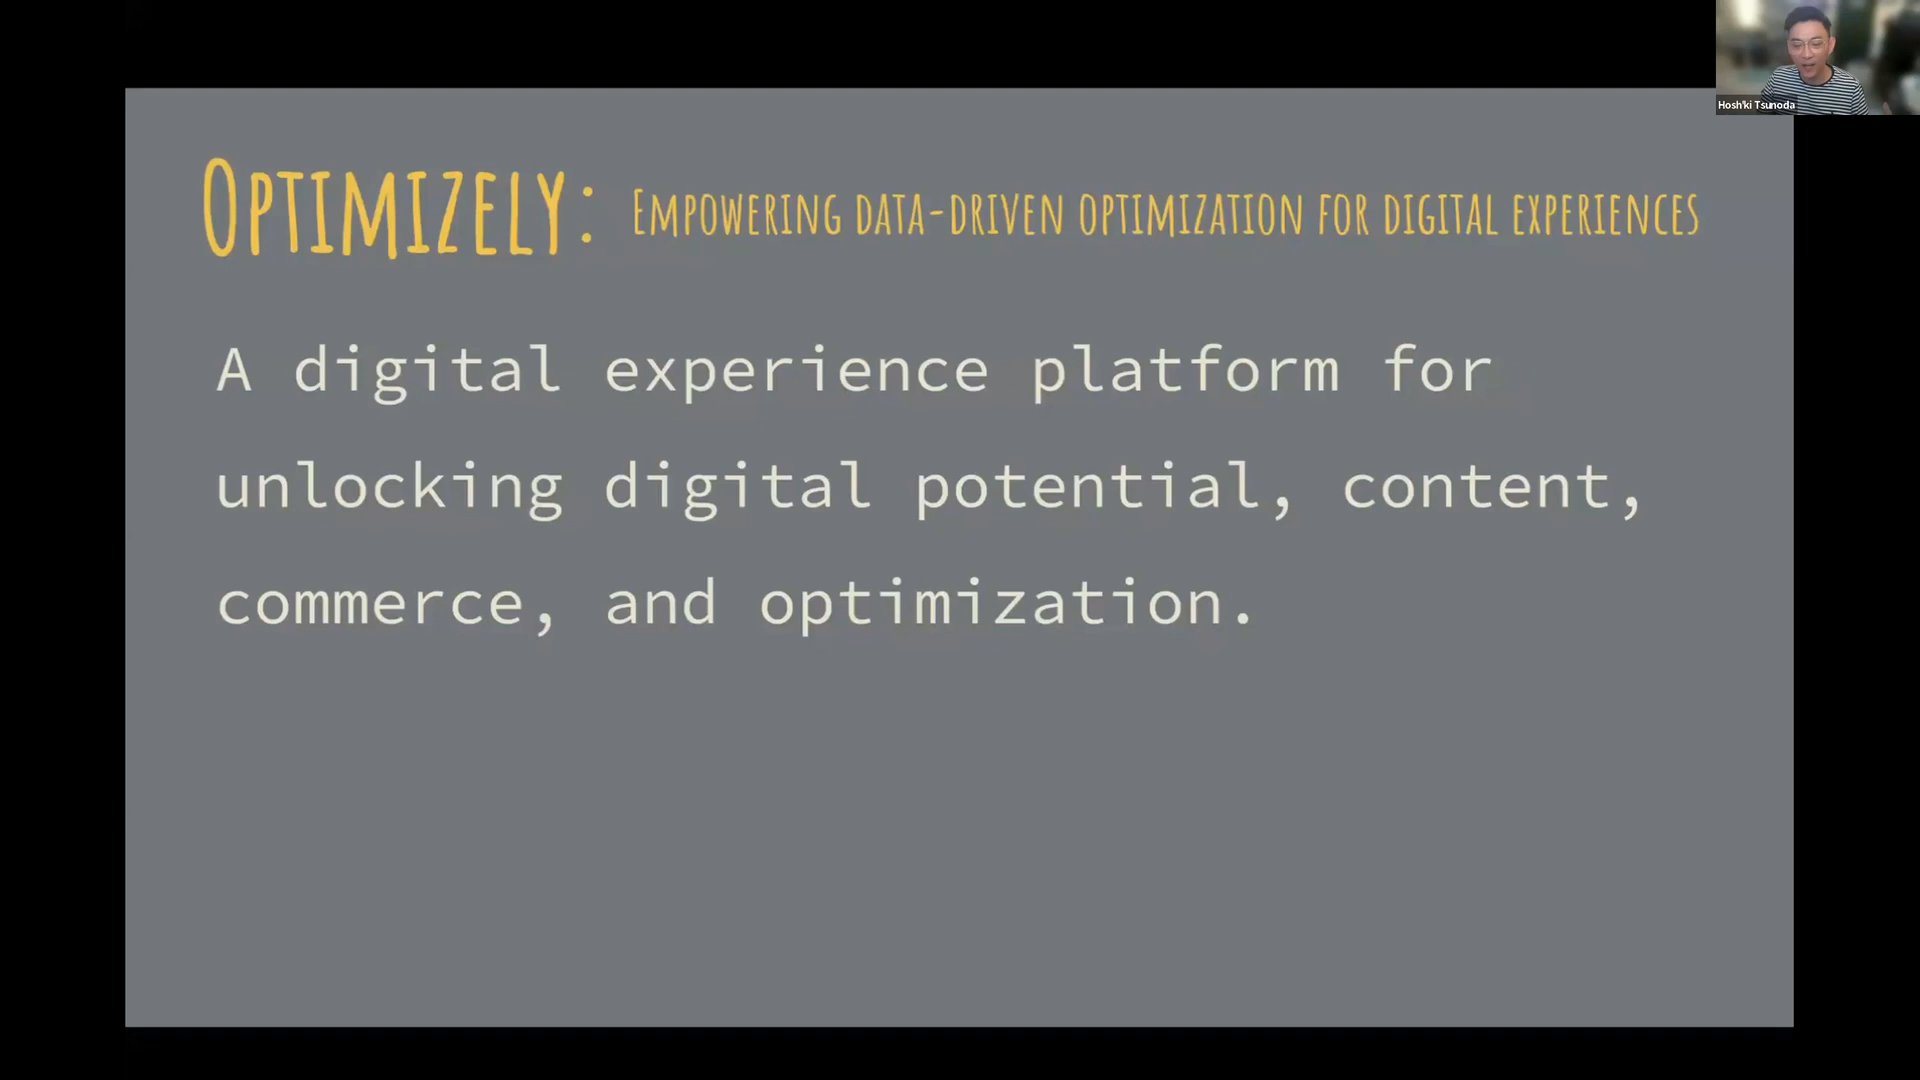 Optimizely: Empowering data-driven optimization for digital experiences
A digital experience platform for
unlocking digital potential, content,
commerce, and optimization.
Hosh'ki Tsunoda